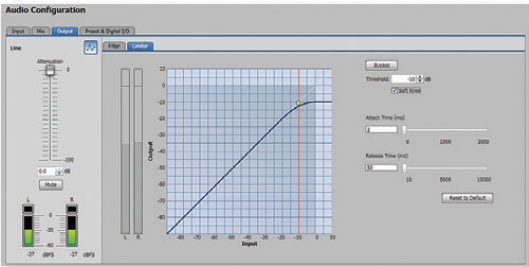 Audio Configuration
Input Mix Output Preset & Digital I/O
Line
Filter Limiter
Attenuation
0
-100
0.0 dB
Mute
L R
0
-30
-60
-27 dBFS -27 dBFS
L R
Output
10
0
-10
-20
-30
-40
-50
-60
-70
-80
-80 -70 -60 -50 -40 -30 -20 -10 0 10
Input
Bypass
Threshold: -10 dB
Soft Knee
Attack Time (ms)
2
0 1000 2000
Release Time (ms)
10 5000 10000
Reset to Default